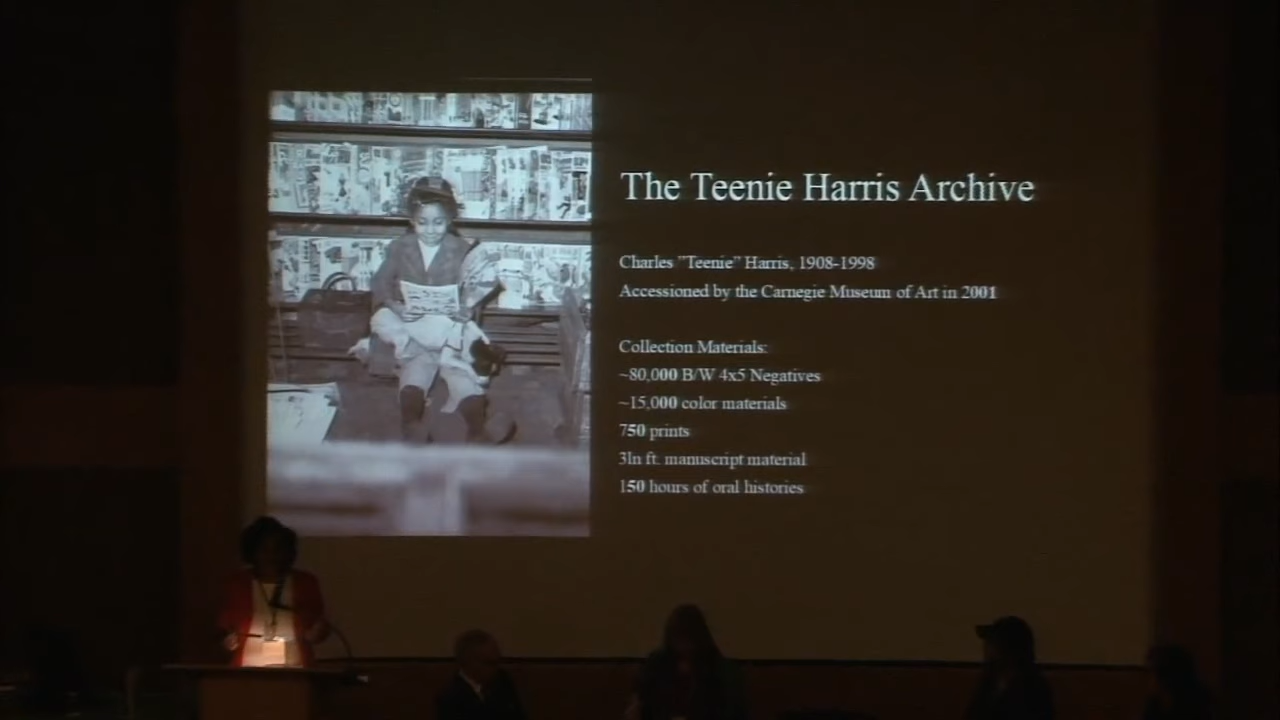 The Teenie Harris Archive
Charles "Teenie" Harris, 1908-1998
Accessioned by the Carnegie Museum of Art in 2001
Collection Materials:
~80,000 B/W 4x5 Negatives
~15,000 color materials
750 prints
3ln ft. manuscript material
150 hours of oral histories